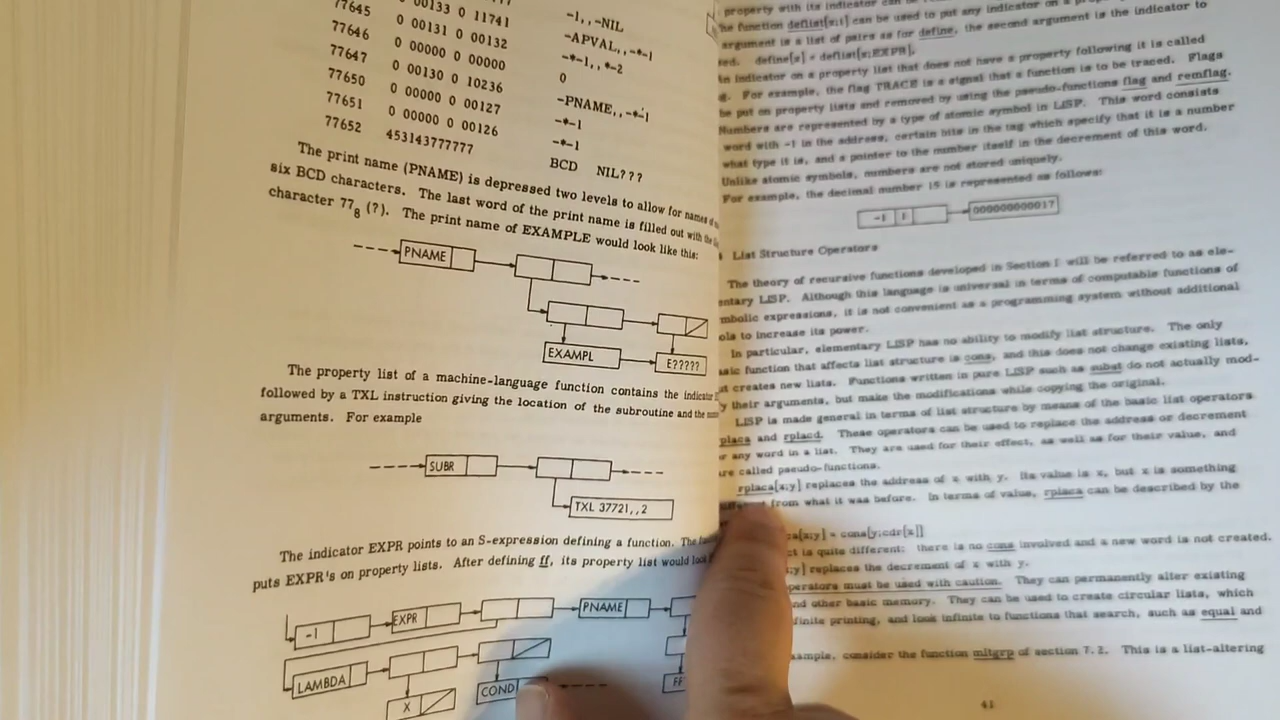 00133 0 11741
-1,,-NIL
77645 0 00131 0 00132 -APVAL,,-*-1
77646 0 00000 0 00000 -*-1,,*-2
77647 0 00130 0 10236 0
77650 0 00000 0 00127 -PNAME,,-*-1
77651 0 00000 0 00126 -*-1
77652 453143777777 -*-1
BCD NIL???
The print name (PNAME) is depressed two levels to allow for names of
six BCD characters. The last word of the print name is filled out with the
character 77₈ (?). The print name of EXAMPLE would look like this:
PNAME
EXAMPL
E?????
The property list of a machine-language function contains the indicator
followed by a TXL instruction giving the location of the subroutine and the
arguments. For example
SUBR
TXL 37721,,2
The indicator EXPR points to an S-expression defining a function. The
puts EXPR's on property lists. After defining ff, its property list would look
-1 EXPR PNAME
LAMBDA
X
COND
FF
property with its indicator can
The function deflist[x;i] can be used to put any indicator on a
argument is a list of pairs as for define, the second argument is the indicator to
define[x] = deflist[x;EXPR].
indicator on a property list that does not have a property following it is called
For example, the flag TRACE is a signal that a function is to be traced. Flags
be put on property lists and removed by using the pseudo-functions flag and remflag.
Numbers are represented by a type of atomic symbol in LISP. This word consists
word with -1 in the address, certain bits in the tag which specify that it is a number
what type it is, and a pointer to the number itself in the decrement of this word.
Unlike atomic symbols, numbers are not stored uniquely.
For example, the decimal number 15 is represented as follows:
-1 1
000000000017
List Structure Operators
The theory of recursive functions developed in Section I will be referred to as ele-
mentary LISP. Although this language is universal in terms of computable functions of
symbolic expressions, it is not convenient as a programming system without additional
to increase its power.
In particular, elementary LISP has no ability to modify list structure. The only
function that affects list structure is cons, and this does not change existing lists,
creates new lists. Functions written in pure LISP such as subst do not actually mod-
their arguments, but make the modifications while copying the original.
LISP is made general in terms of list structure by means of the basic list operators
rplaca and rplacd. These operators can be used to replace the address or decrement
or any word in a list. They are used for their effect, as well as for their value, and
are called pseudo-functions.
rplaca[x;y] replaces the address of x with y. Its value is x, but x is something
from what it was before. In terms of value, rplaca can be described by the
[x;y] = cons[y;cdr[x]]
is quite different: there is no cons involved and a new word is not created.
;y] replaces the decrement of x with y.
operators must be used with caution. They can permanently alter existing
and other basic memory. They can be used to create circular lists, which
printing, and look infinite to functions that search, such as equal and
example, consider the function mltgrp of section 7.2. This is a list-altering
41